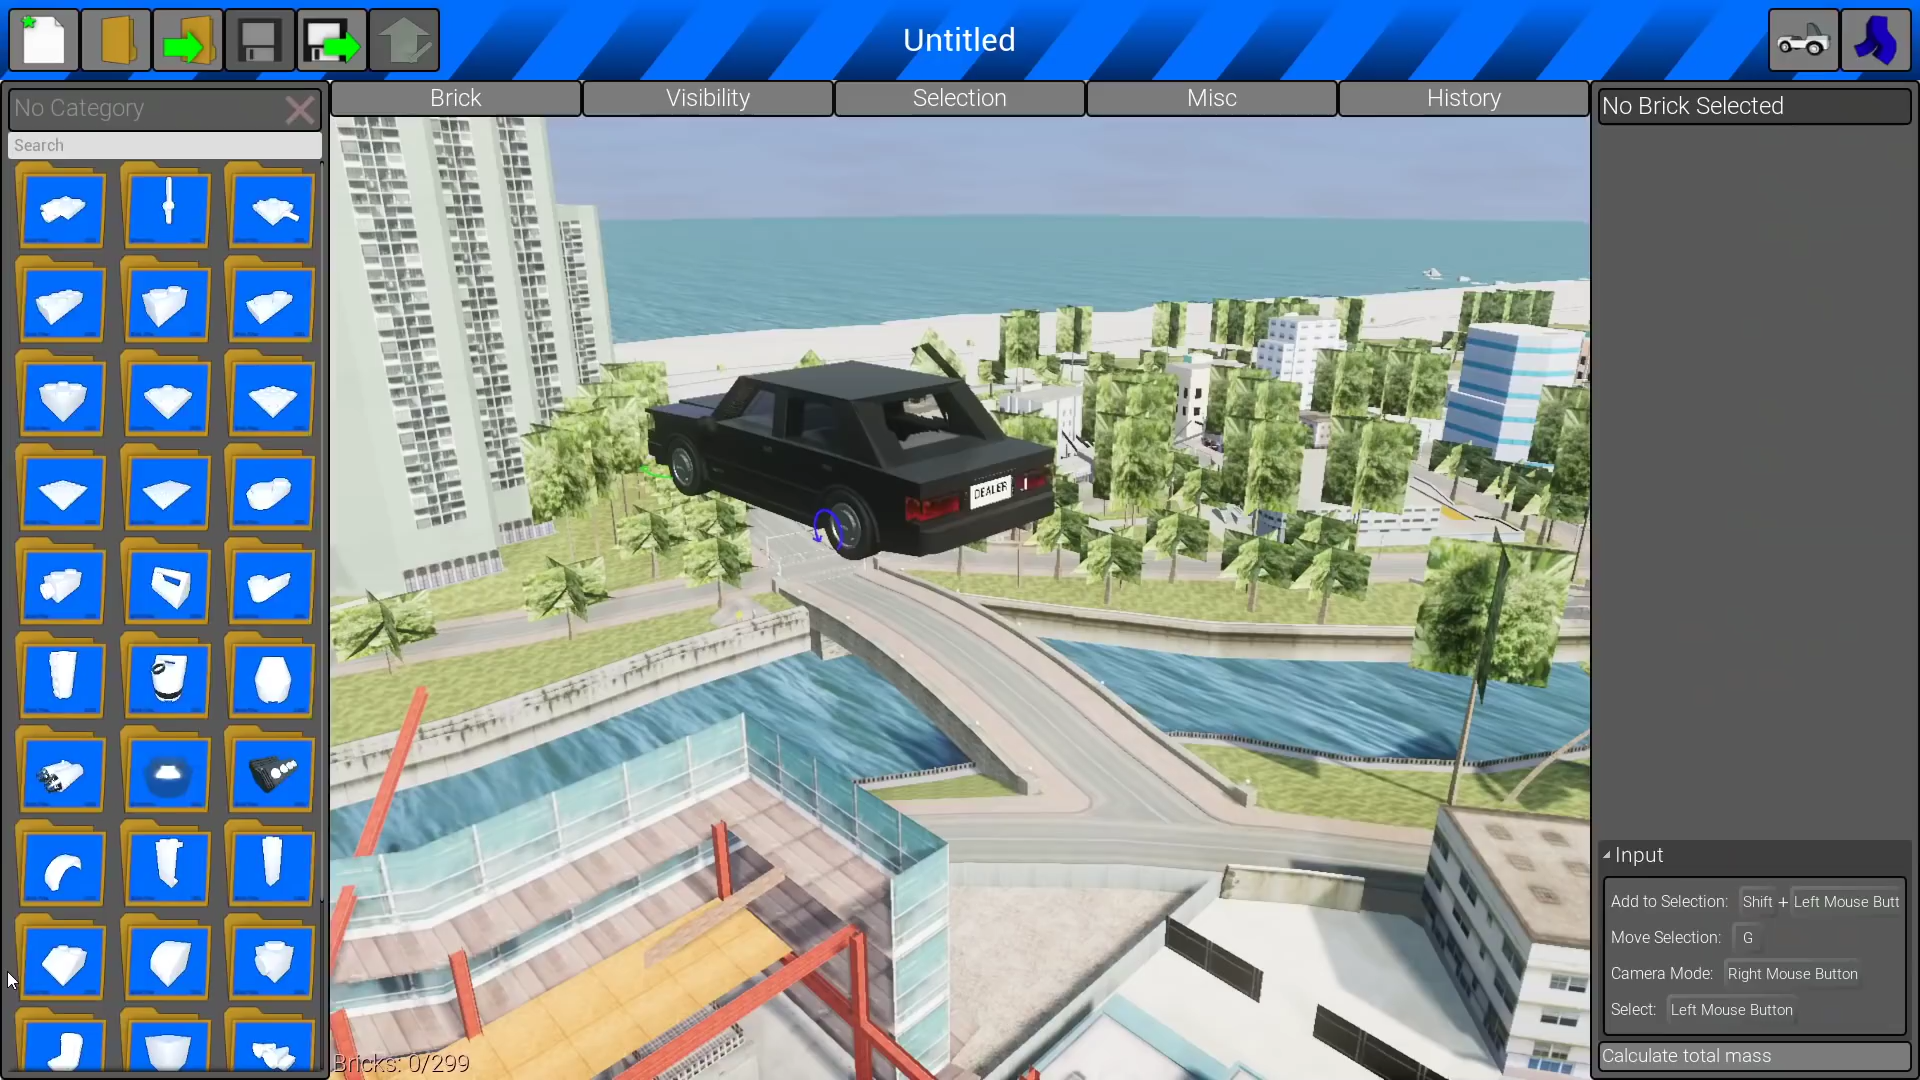 Untitled
No Category
Search
Brick
Visibility
Selection
Misc
History
No Brick Selected
DEALER
Input
Add to Selection: Shift + Left Mouse Butt
Move Selection: G
Camera Mode: Right Mouse Button
Select: Left Mouse Button
Calculate total mass
Bricks: 0/299